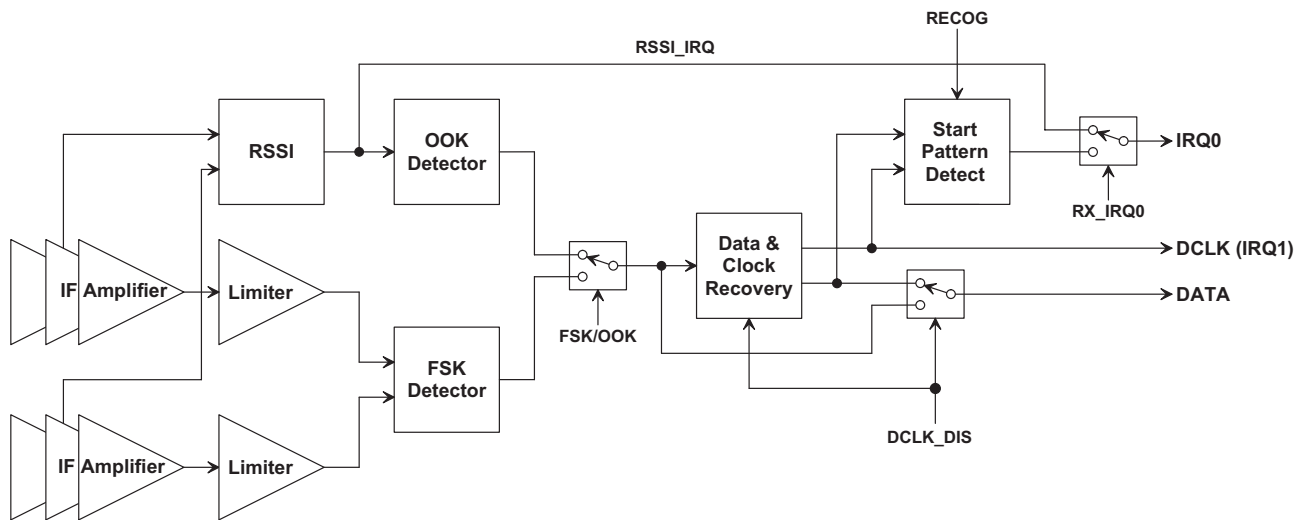 RECOG
RSSI_IRQ
RSSI
OOK
Detector
Start
Pattern
Detect
IRQ0
RX_IRQ0
IF Amplifier
Limiter
Data &
Clock
Recovery
DCLK (IRQ1)
DATA
FSK/OOK
FSK
Detector
DCLK_DIS
IF Amplifier
Limiter